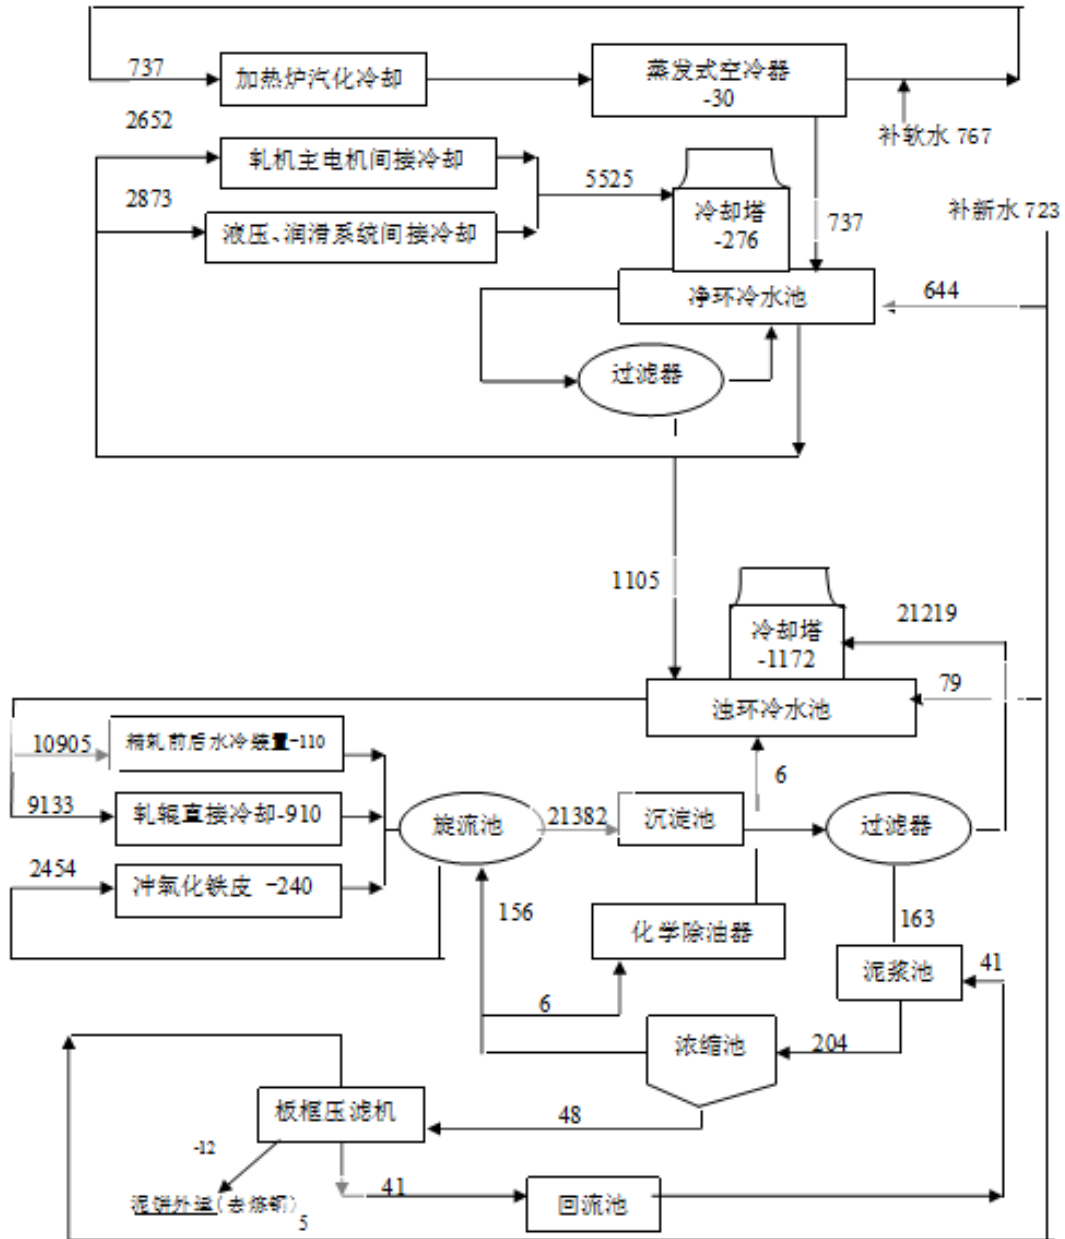 737
加热炉汽化冷却
蒸发式空冷器
-30
补软水 767
2652
轧机主电机间接冷却
5525
2873
液压、润滑系统间接冷却
冷却塔
-276
737
补新水 723
净环冷水池
644
过滤器
1105
冷却塔
-1172
21219
79
浊环冷水池
10905
精轧前后水冷装置-110
6
9133
轧辊直接冷却-910
旋流池
21382
沉淀池
过滤器
2454
冲氧化铁皮 -240
156
化学除油器
163
泥浆池
41
6
浓缩池
204
板框压滤机
48
-12
泥饼外运(去炼钢)
5
41
回流池